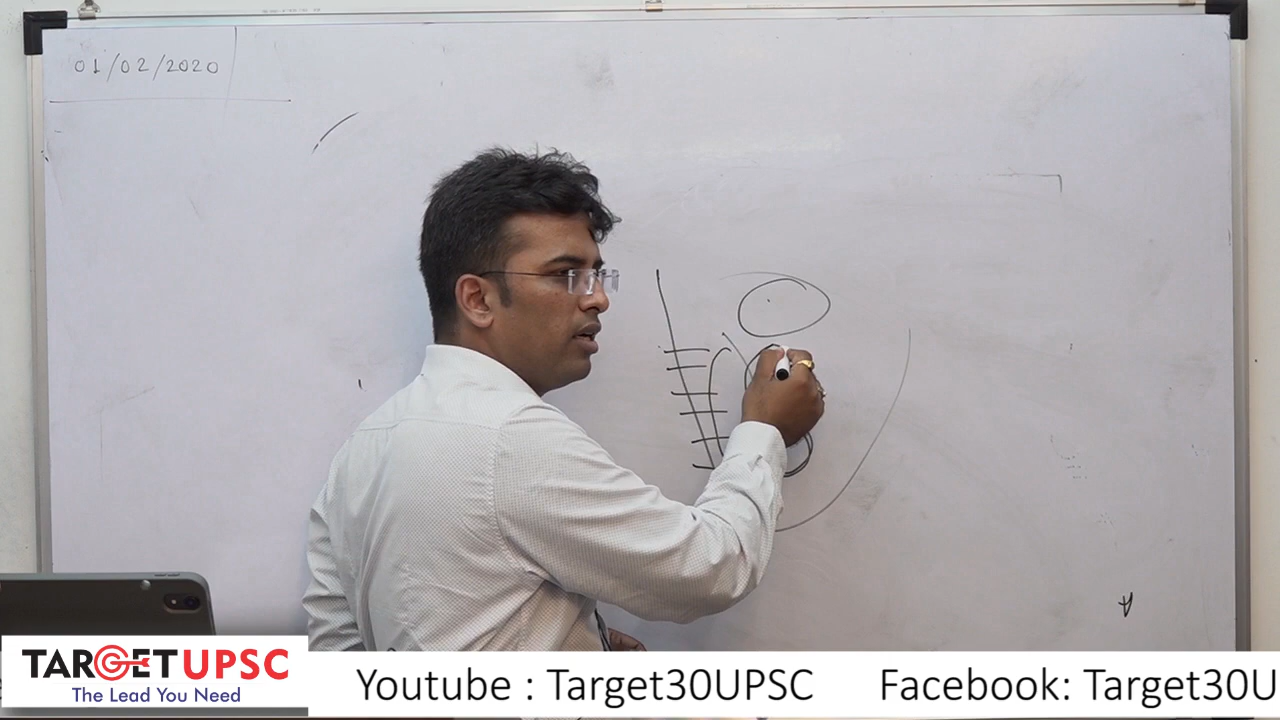 01/02/2020
TARGET UPSC
The Lead You Need
Youtube : Target30UPSC Facebook: Target30U